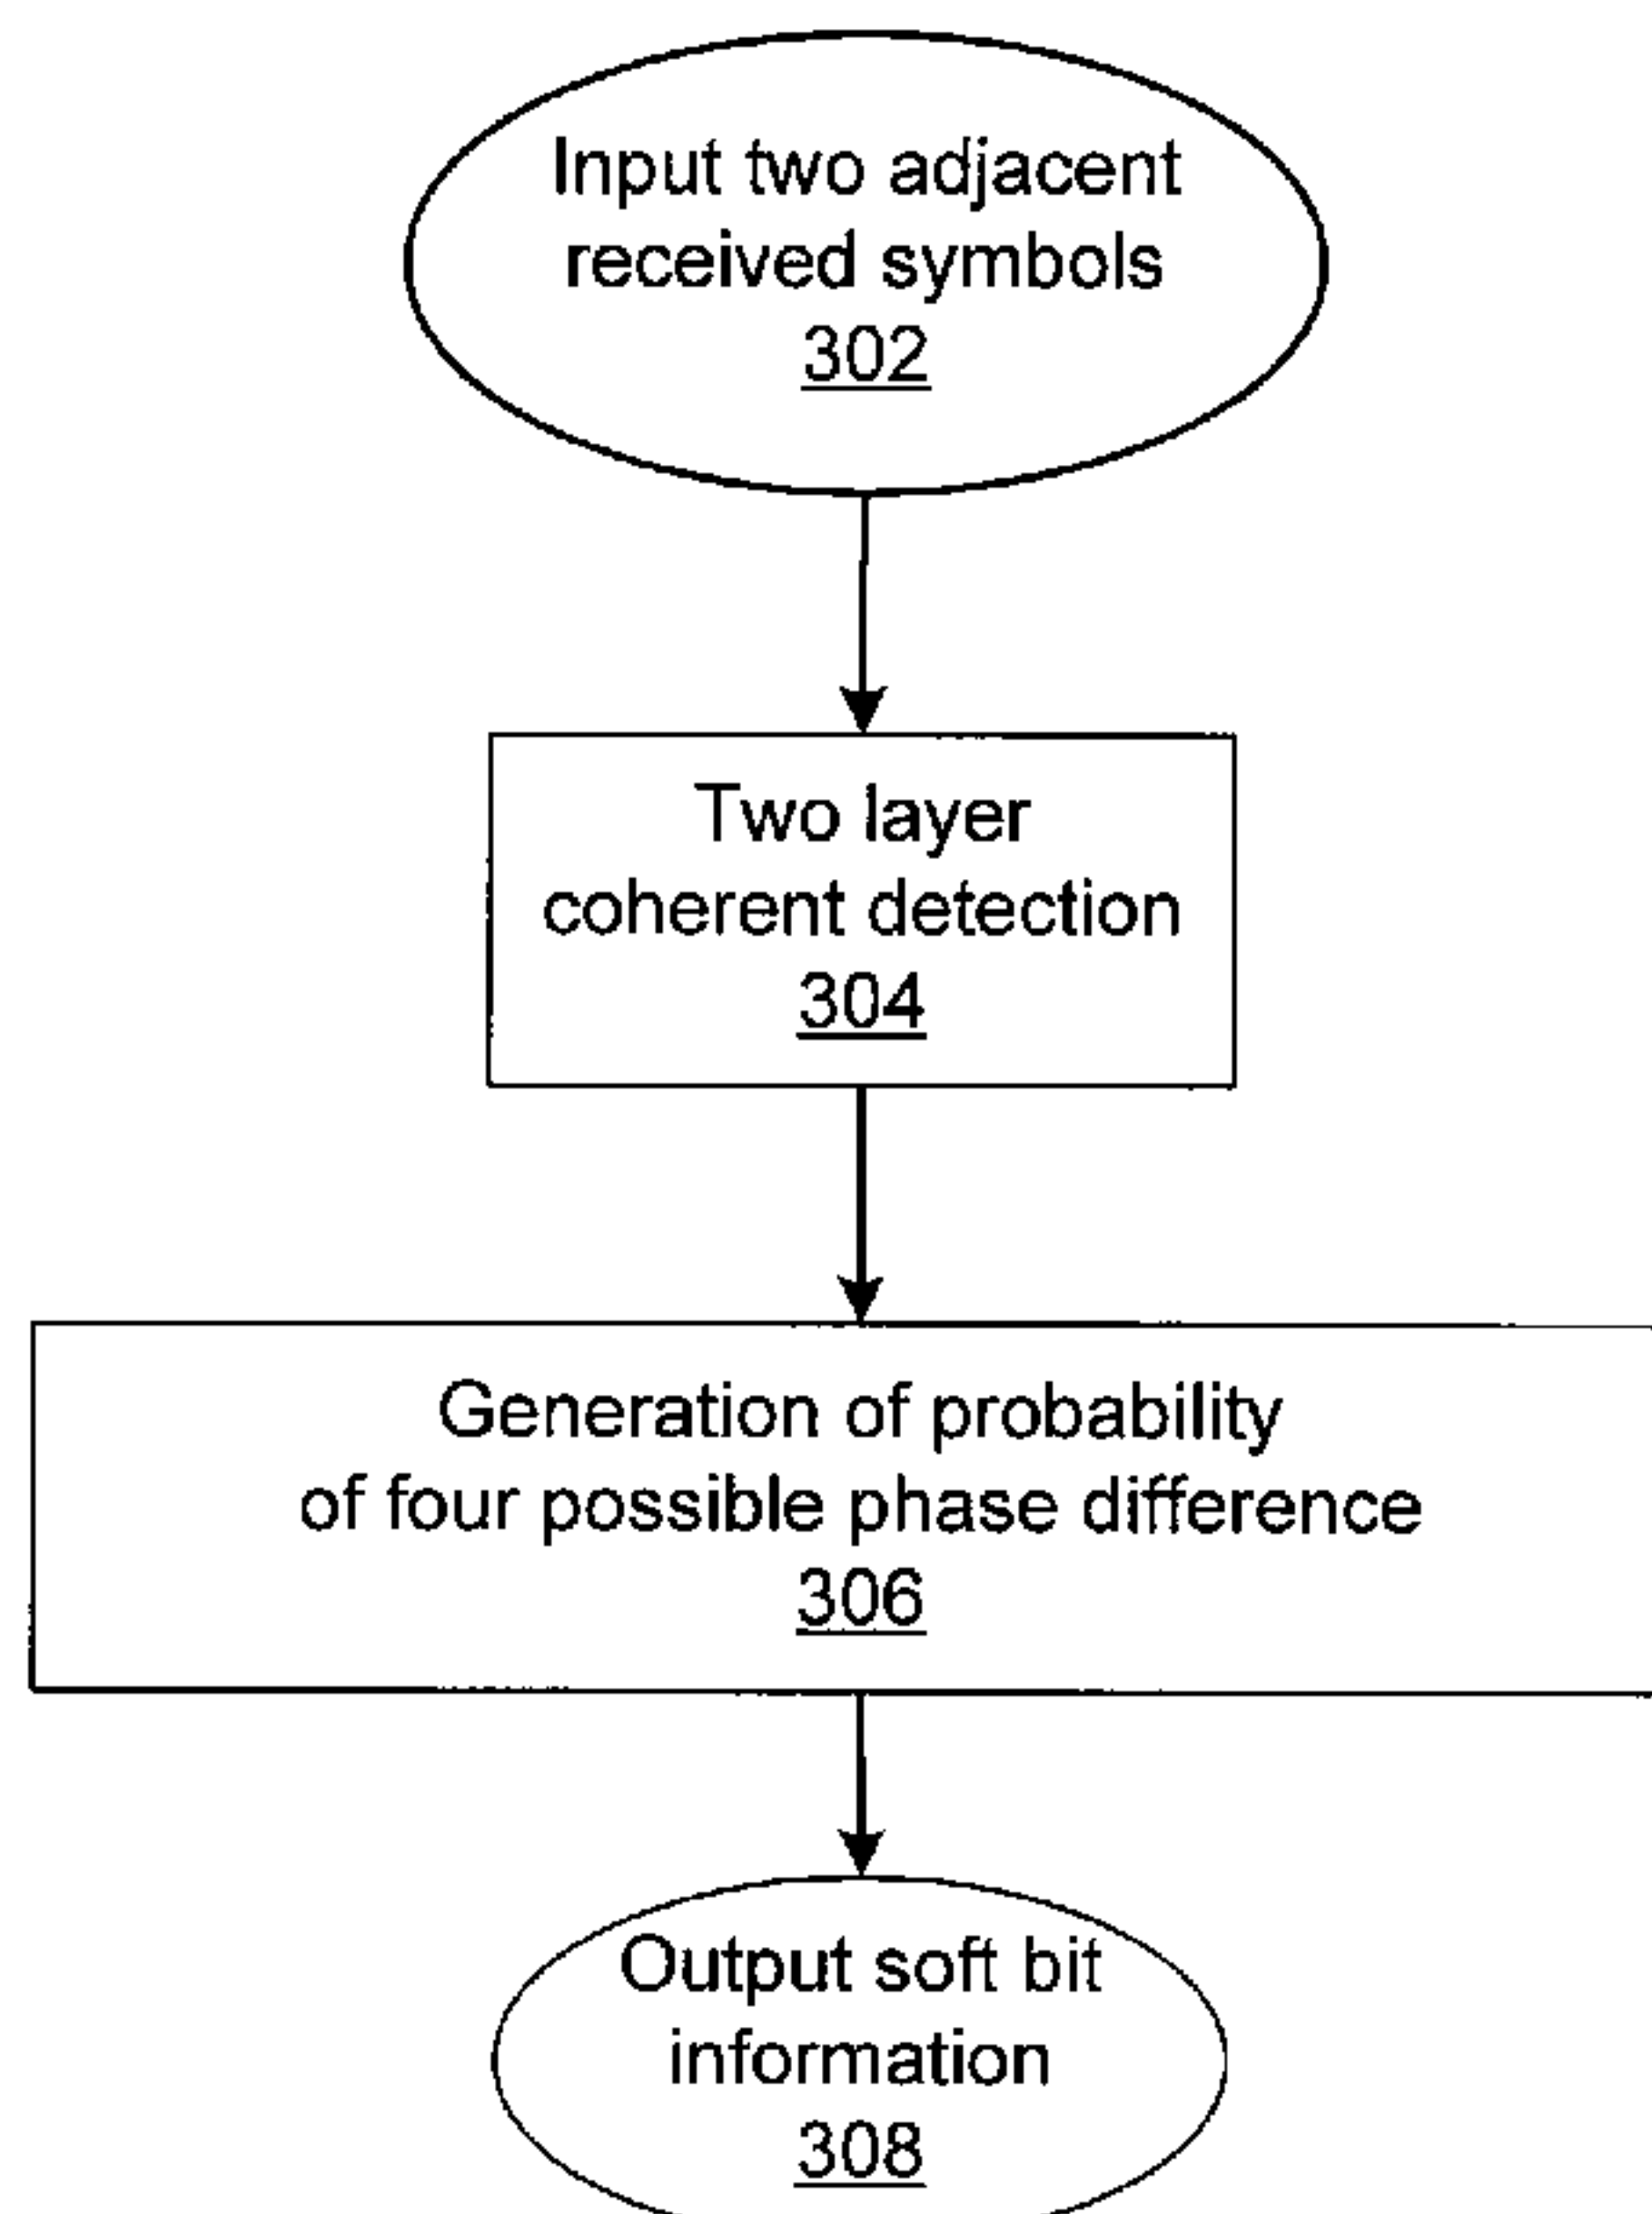 Input two adjacent
received symbols
302
Two layer
coherent detection
304
Generation of probability
of four possible phase difference
306
Output soft bit
information
308